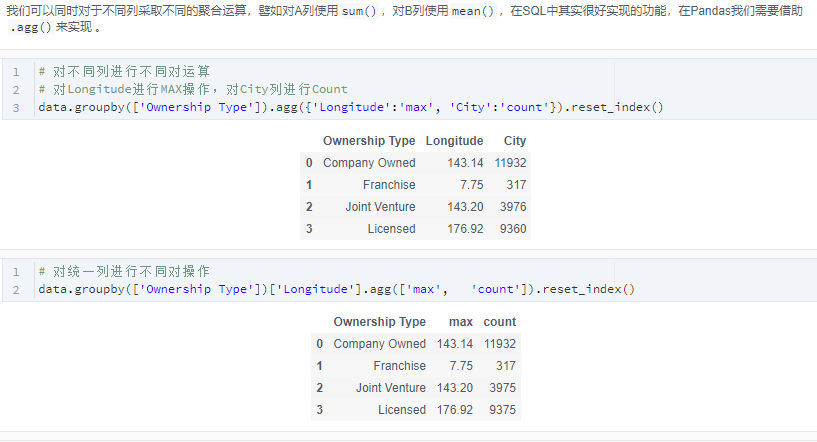 我们可以同时对于不同列采取不同的聚合运算，譬如对A列使用 sum() ，对B列使用 mean() ，在SQL中其实很好实现的功能，在Pandas我们需要借助
.agg() 来实现 。
1 # 对不同列进行不同对运算
2 # 对Longitude进行MAX操作，对City列进行Count
3 data.groupby(['Ownership Type']).agg({'Longitude':'max', 'City':'count'}).reset_index()
Ownership Type Longitude City
0 Company Owned 143.14 11932
1 Franchise 7.75 317
2 Joint Venture 143.20 3976
3 Licensed 176.92 9360
1 # 对统一列进行不同对操作
2 data.groupby(['Ownership Type'])['Longitude'].agg(['max', 'count']).reset_index()
Ownership Type max count
0 Company Owned 143.14 11932
1 Franchise 7.75 317
2 Joint Venture 143.20 3975
3 Licensed 176.92 9375